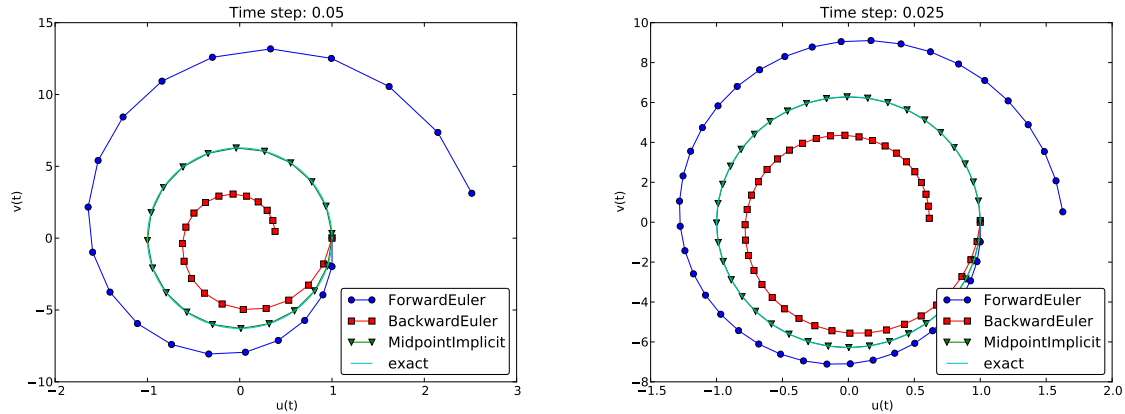 Time step: 0.05
15
10
5
0
−5
−10
v(t)
−2
−1
0
1
2
3
u(t)
ForwardEuler
BackwardEuler
MidpointImplicit
exact
Time step: 0.025
10
8
6
4
2
0
−2
−4
−6
−8
v(t)
−1.5
−1.0
−0.5
0.0
0.5
1.0
1.5
2.0
u(t)
ForwardEuler
BackwardEuler
MidpointImplicit
exact